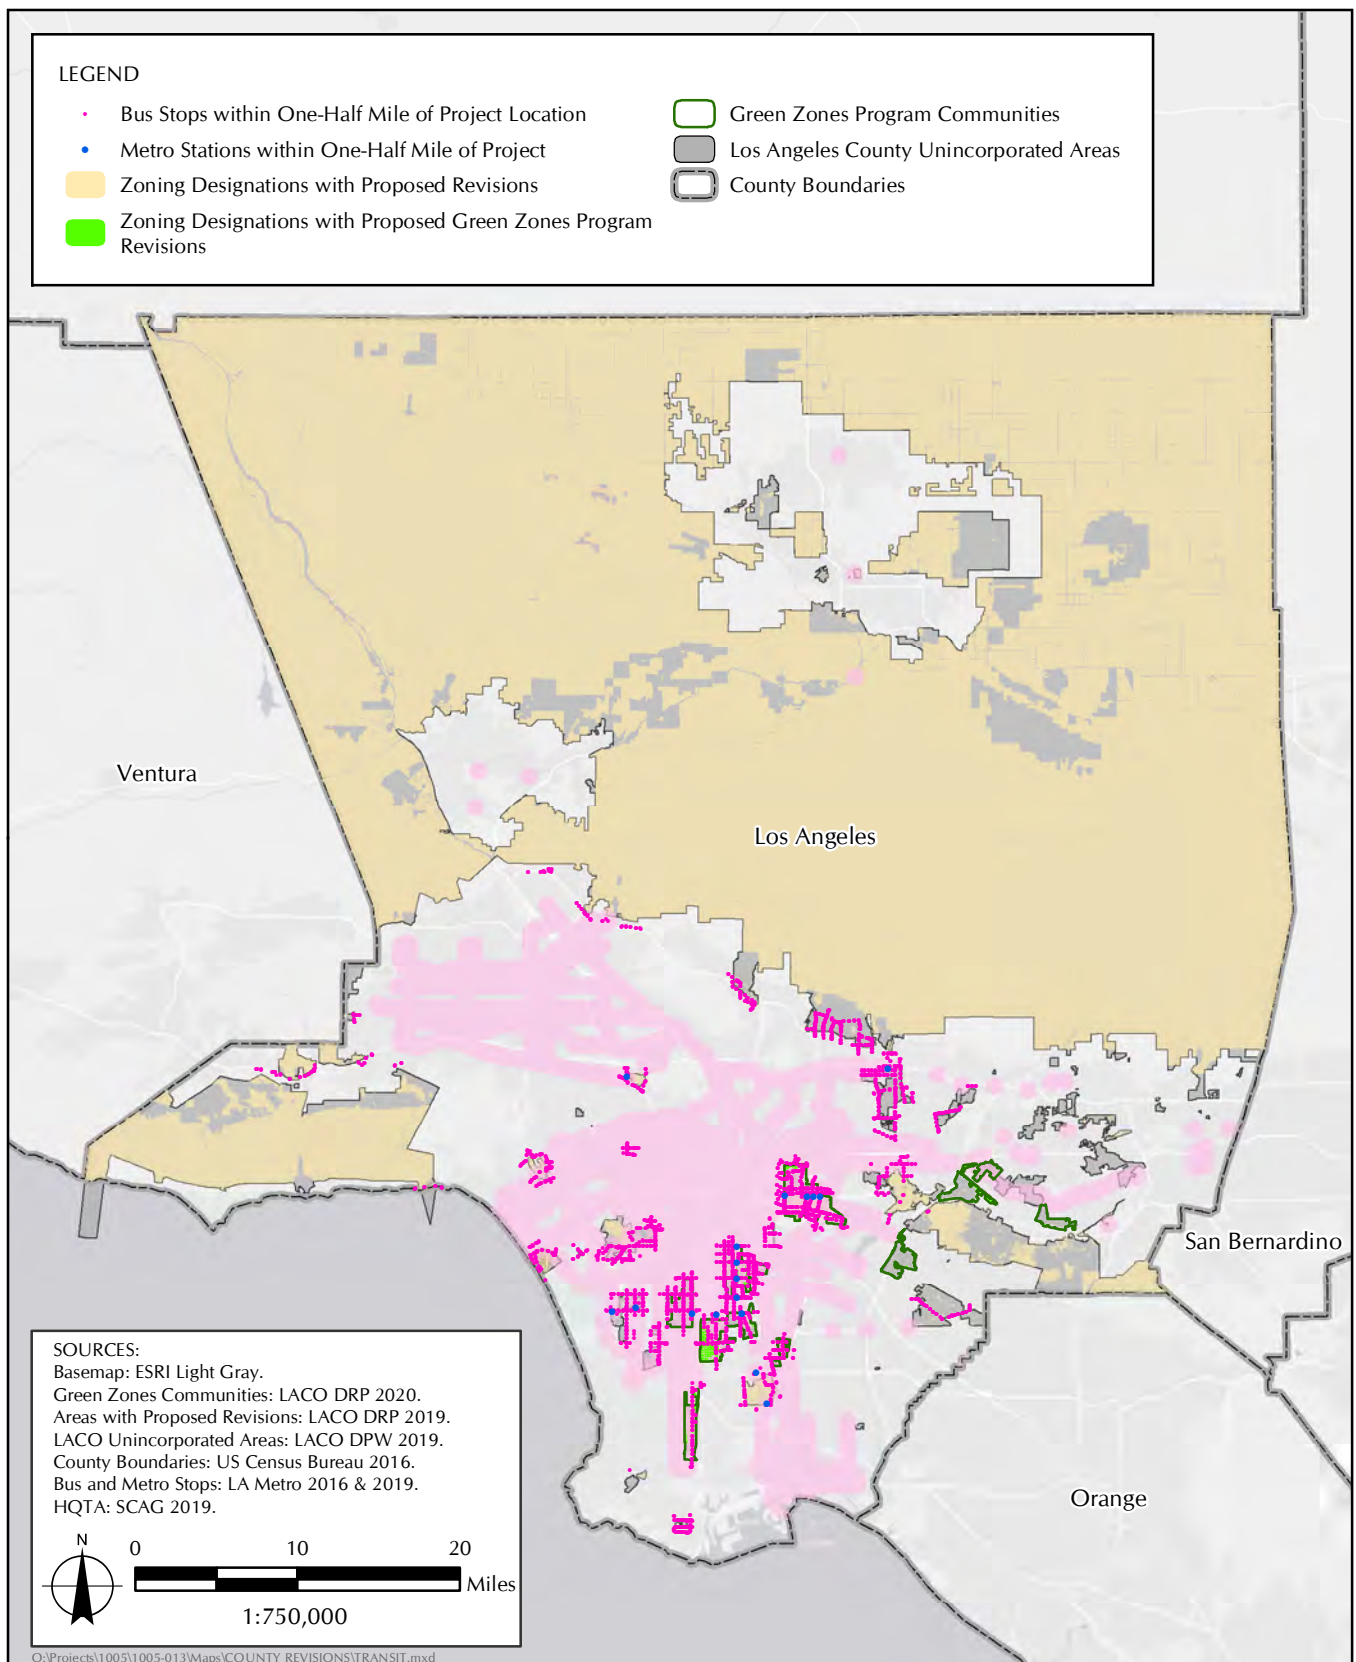 LEGEND
Bus Stops within One-Half Mile of Project Location
Metro Stations within One-Half Mile of Project
Zoning Designations with Proposed Revisions
Zoning Designations with Proposed Green Zones Program
Revisions
Green Zones Program Communities
Los Angeles County Unincorporated Areas
County Boundaries
Ventura
Los Angeles
San Bernardino
Orange
SOURCES:
Basemap: ESRI Light Gray.
Green Zones Communities: LACO DRP 2020.
Areas with Proposed Revisions: LACO DRP 2019.
LACO Unincorporated Areas: LACO DPW 2019.
County Boundaries: US Census Bureau 2016.
Bus and Metro Stops: LA Metro 2016 & 2019.
HQTA: SCAG 2019.
N
0 10 20
Miles
1:750,000
Q:\Projects\1005\1005-013\Maps\COUNTY_REVISIONS\TRANSIT.mxd